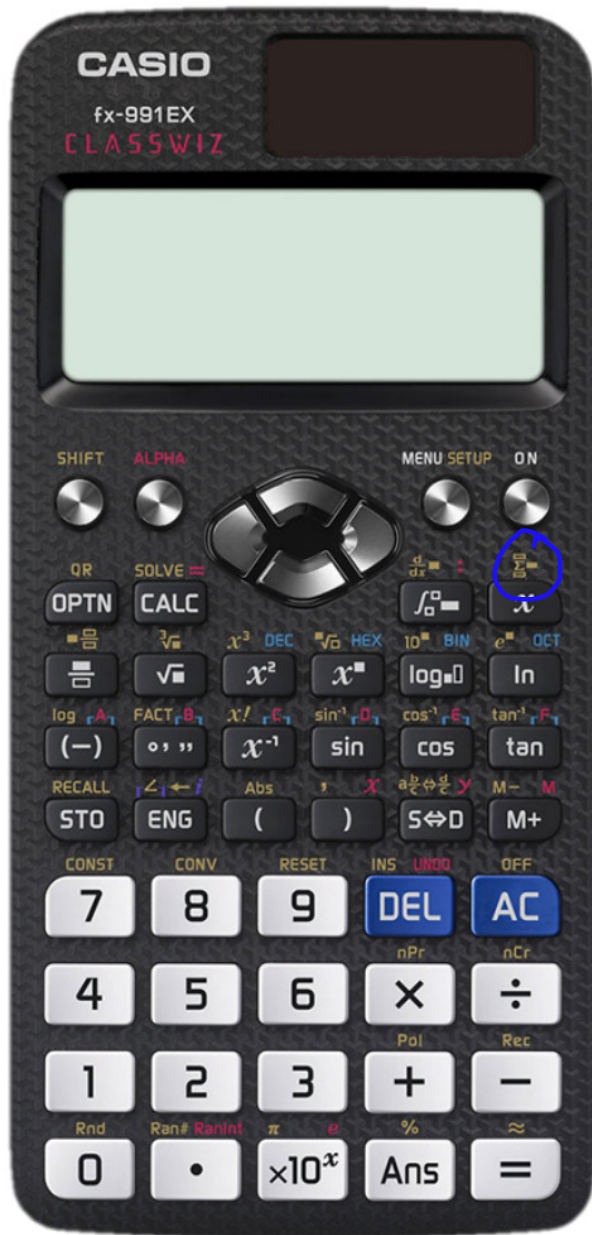 CASIO
fx-991EX
CLASSWIZ
SHIFT ALPHA MENU SETUP ON
QR SOLVE = d/dx■ : Σ
OPTN CALC ∫ x
■ ³√■ x³ DEC ■√□ HEX 10■ BIN e■ OCT
√■ x² x■ log■□ ln
log A FACT B x! C sin⁻¹ D cos⁻¹ E tan⁻¹ F
(−) ° ’ ” x⁻¹ sin cos tan
RECALL ∠ ← i Abs , x a b/c⇔d/c y M− M
STO ENG ( ) S⇔D M+
CONST CONV RESET INS UNDO OFF
7 8 9 DEL AC
nPr nCr
4 5 6 × ÷
Pol Rec
1 2 3 + −
Rnd Ran# RanInt π e % ≈
0 • ×10ˣ Ans =